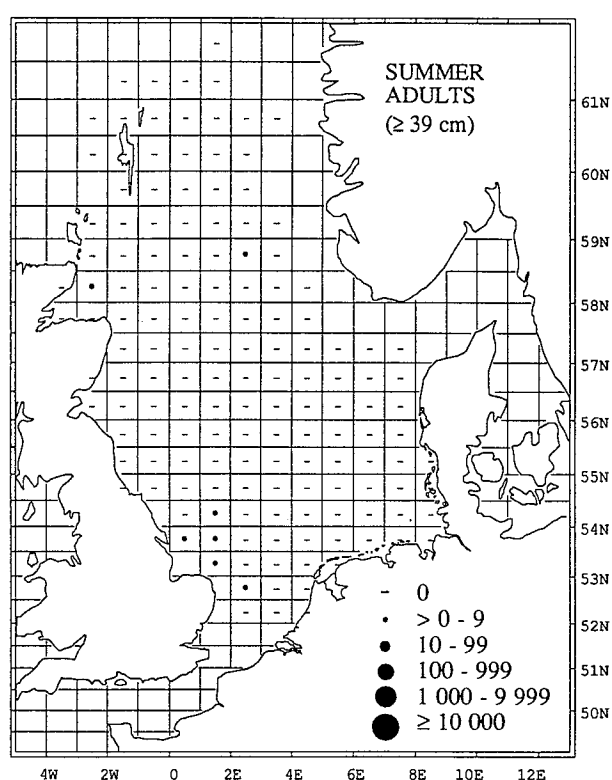 SUMMER
ADULTS
(≥ 39 cm)
61N
60N
59N
58N
57N
56N
55N
54N
53N
52N
51N
50N
- 0
> 0 - 9
10 - 99
100 - 999
1 000 - 9 999
≥ 10 000
4W 2W 0 2E 4E 6E 8E 10E 12E